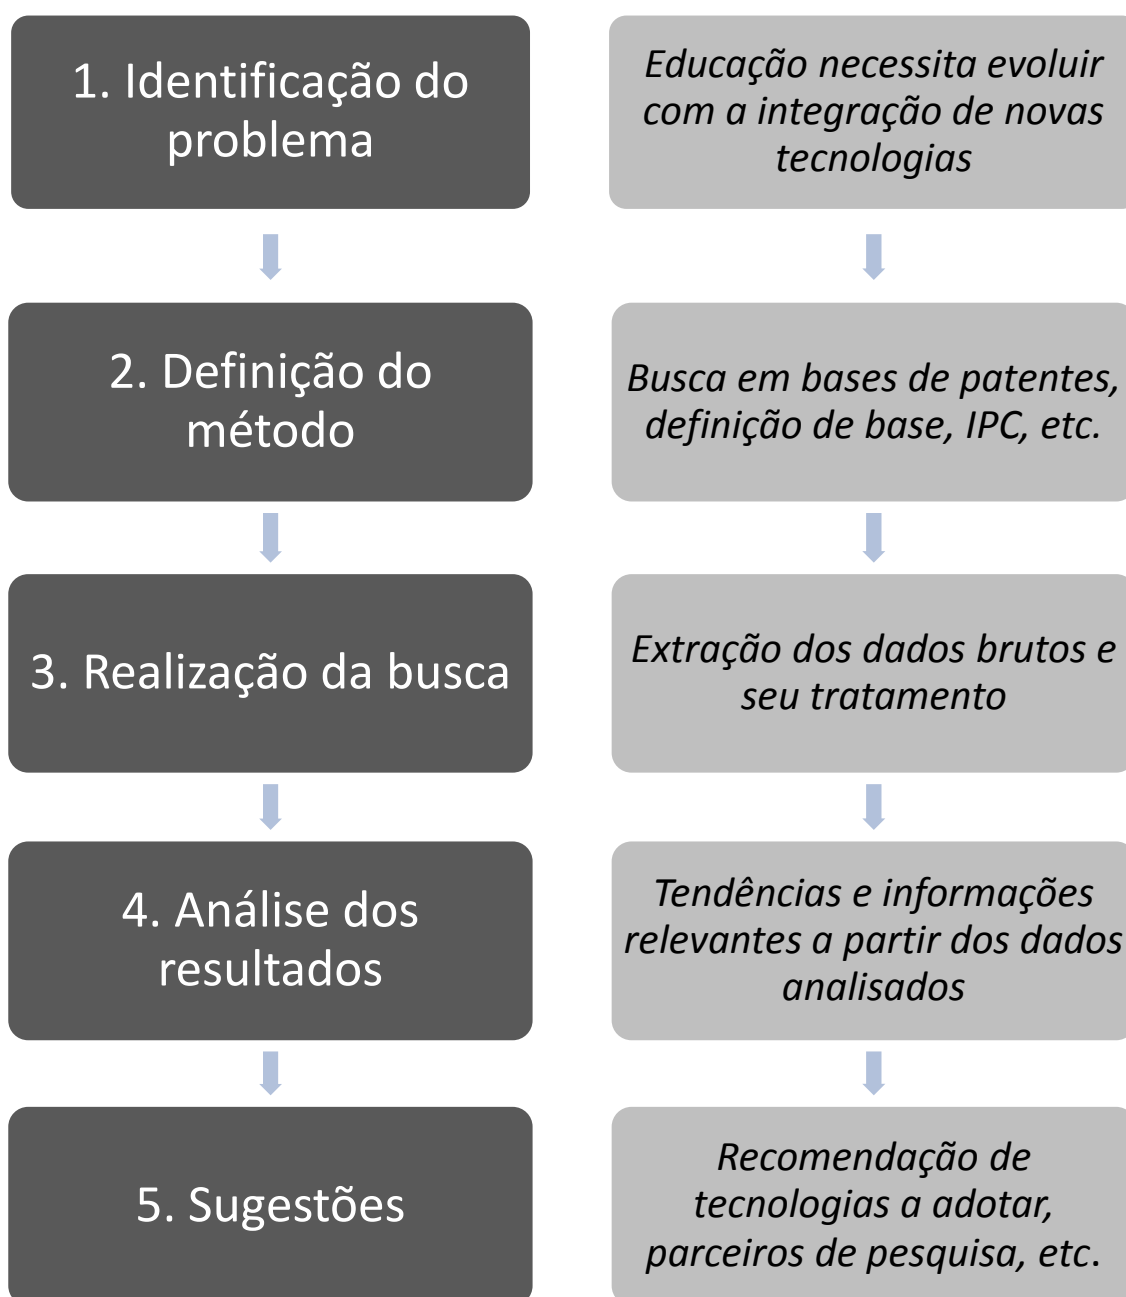 1. Identificação do
problema
Educação necessita evoluir
com a integração de novas
tecnologias
2. Definição do
método
Busca em bases de patentes,
definição de base, IPC, etc.
3. Realização da busca
Extração dos dados brutos e
seu tratamento
4. Análise dos
resultados
Tendências e informações
relevantes a partir dos dados
analisados
5. Sugestões
Recomendação de
tecnologias a adotar,
parceiros de pesquisa, etc.